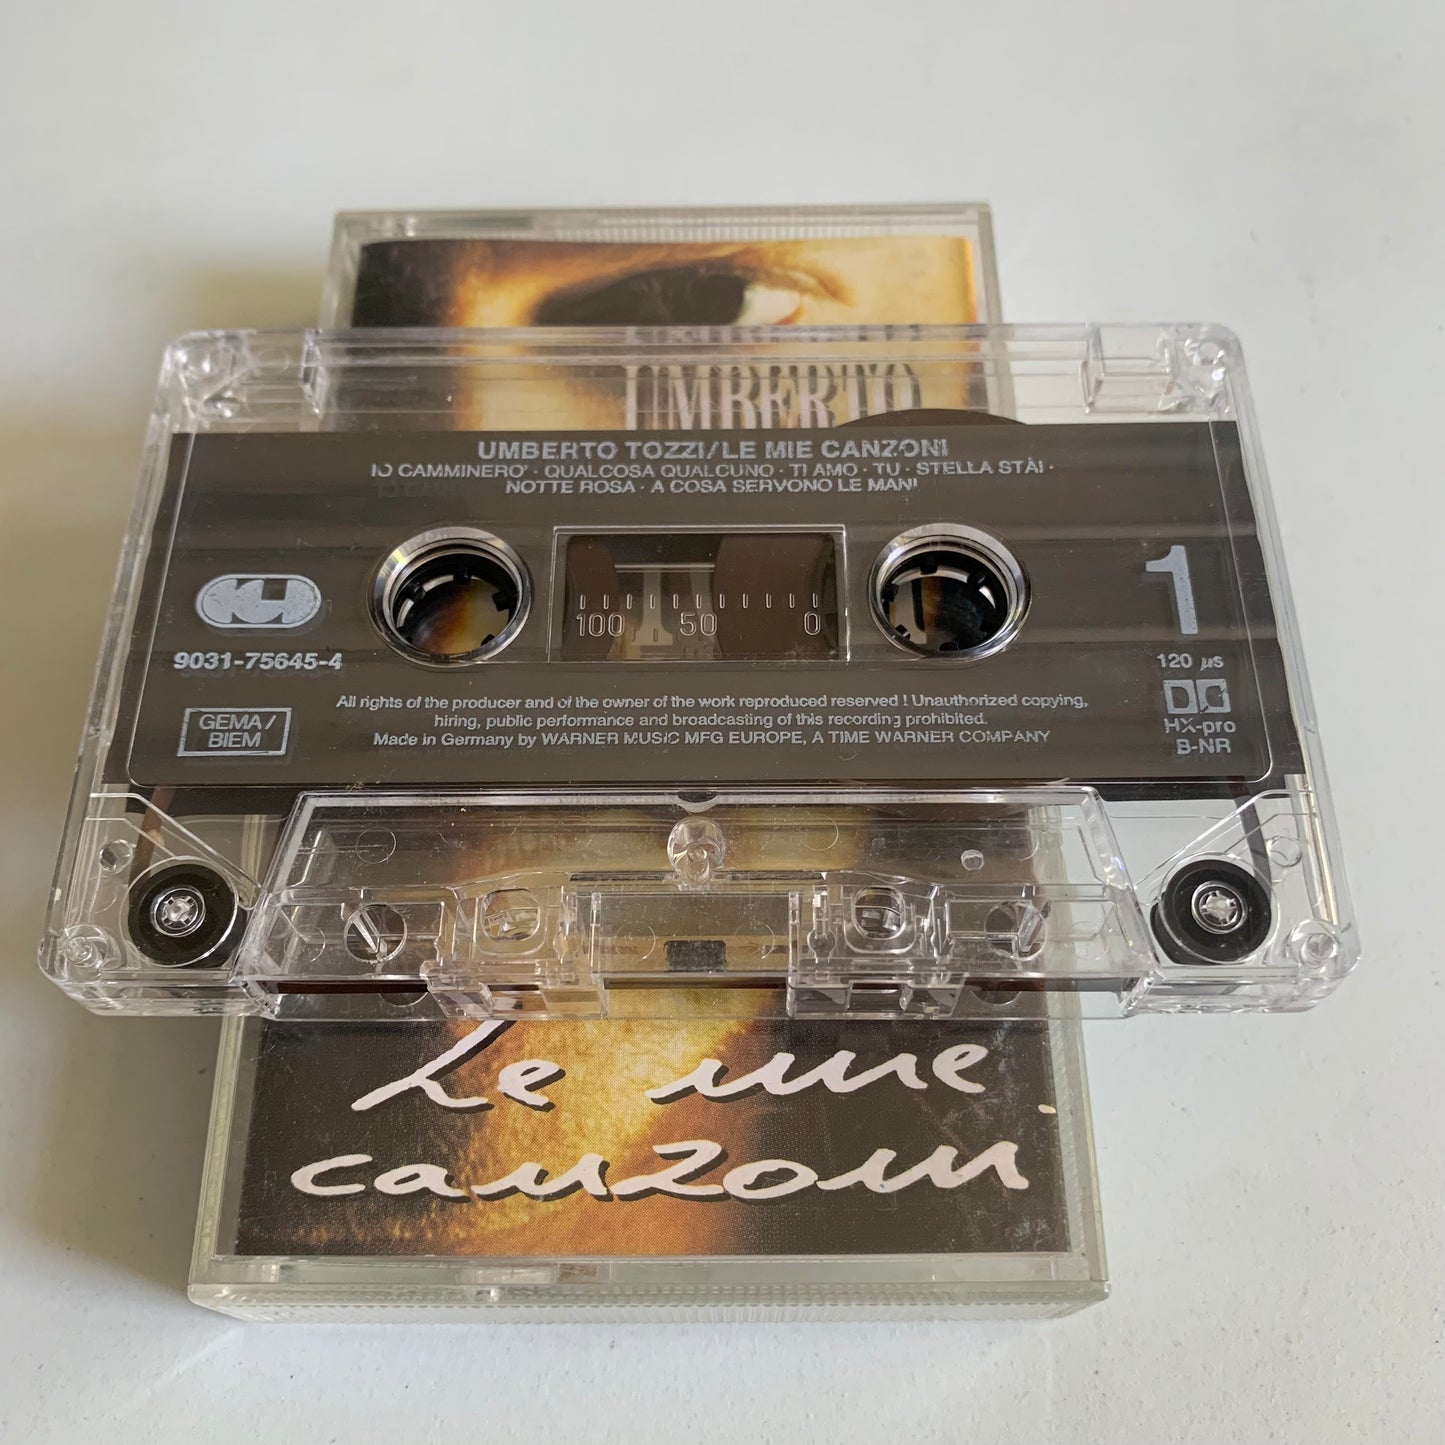 UMBERTO
UMBERTO TOZZI/LE MIE CANZONI
IO CAMMINERO' · QUALCOSA QUALCUNO · TI AMO · TU · STELLA STÀI ·
NOTTE ROSA · A COSA SERVONO LE MANI
100 50 0
1
9031-75645-4
120 µs
GEMA/
BIEM
HX-pro
B-NR
All rights of the producer and of the owner of the work reproduced reserved ! Unauthorized copying,
hiring, public performance and broadcasting of this recording prohibited.
Made in Germany by WARNER MUSIC MFG EUROPE, A TIME WARNER COMPANY
Le mie
canzoni